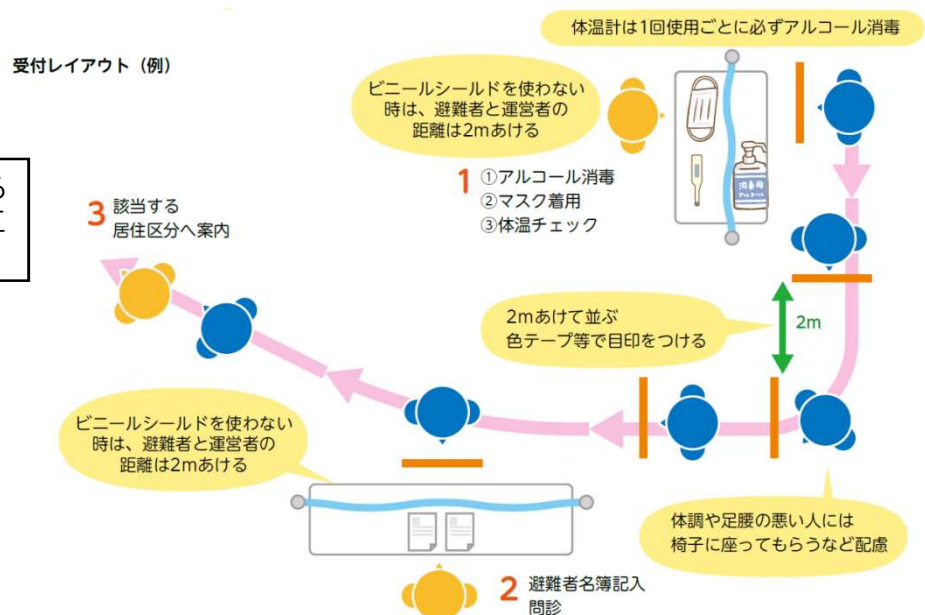 受付レイアウト（例）
体温計は1回使用ごとに必ずアルコール消毒
ビニールシールドを使わない
時は、避難者と運営者の
距離は2mあける
1 ①アルコール消毒
②マスク着用
③体温チェック
消毒用
アルコール
3 該当する
居住区分へ案内
2mあけて並ぶ
色テープ等で目印をつける
2m
ビニールシールドを使わない
時は、避難者と運営者の
距離は2mあける
体調や足腰の悪い人には
椅子に座ってもらうなど配慮
2 避難者名簿記入
問診